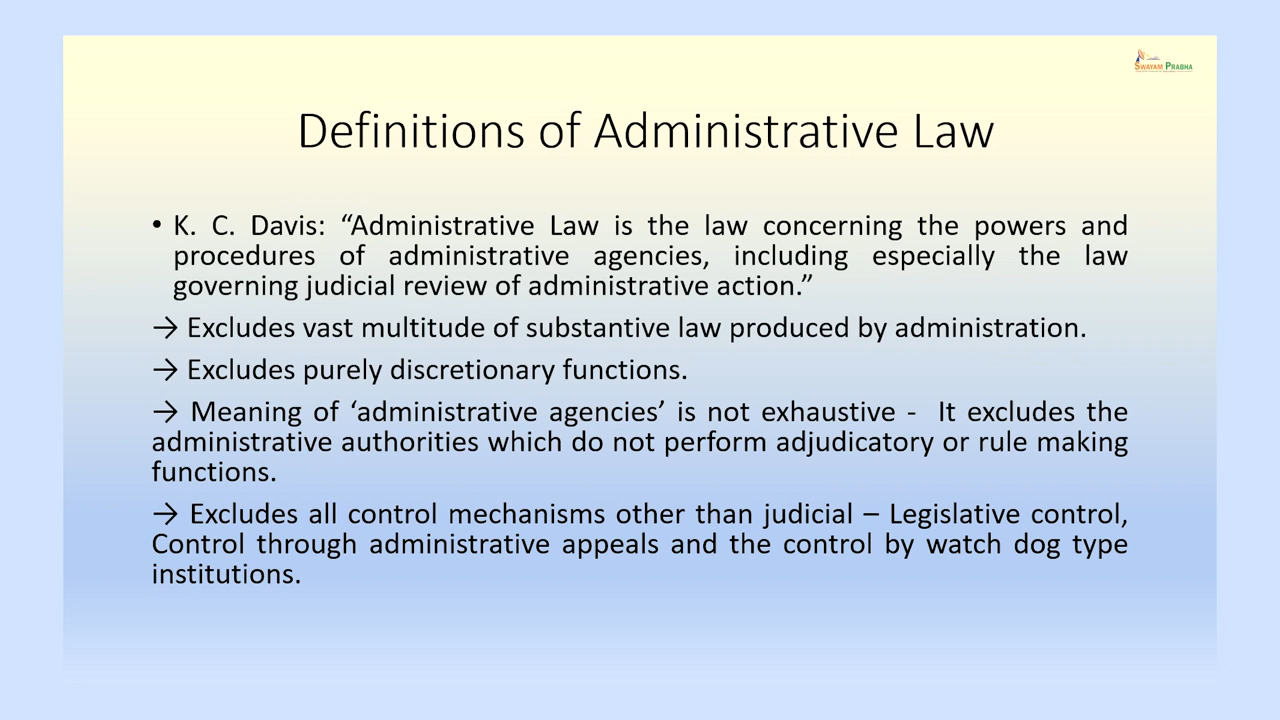 SWAYAM PRABHA
Definitions of Administrative Law
• K. C. Davis: “Administrative Law is the law concerning the powers and
procedures of administrative agencies, including especially the law
governing judicial review of administrative action.”
→ Excludes vast multitude of substantive law produced by administration.
→ Excludes purely discretionary functions.
→ Meaning of ‘administrative agencies’ is not exhaustive - It excludes the
administrative authorities which do not perform adjudicatory or rule making
functions.
→ Excludes all control mechanisms other than judicial – Legislative control,
Control through administrative appeals and the control by watch dog type
institutions.